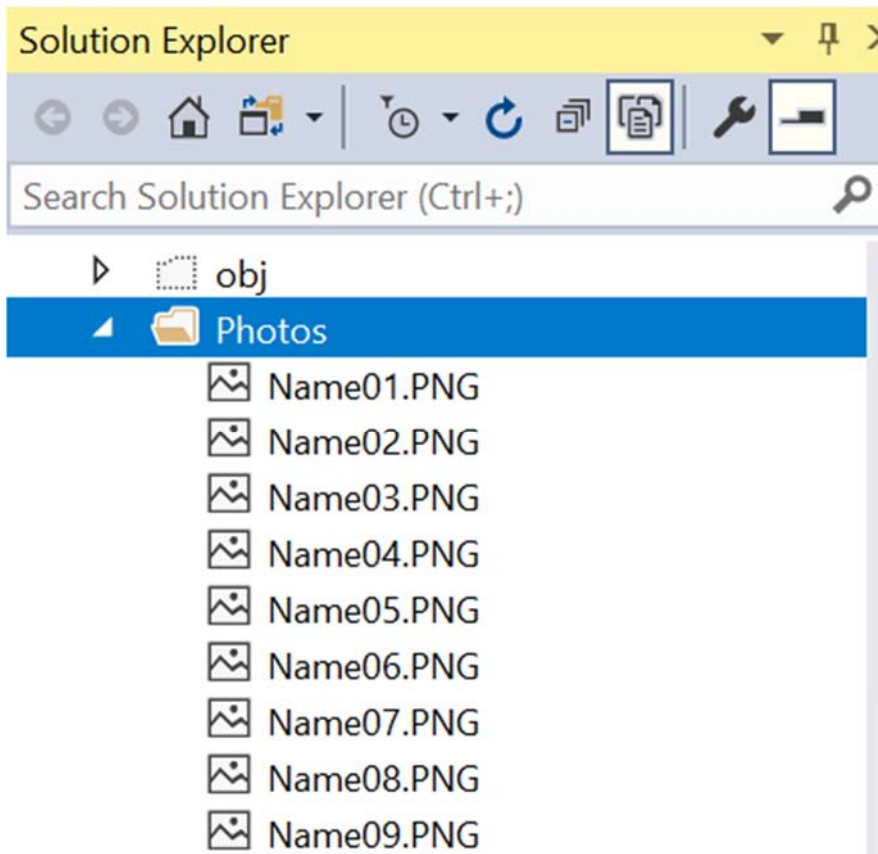 Solution Explorer
Search Solution Explorer (Ctrl+;)
obj
Photos
Name01.PNG
Name02.PNG
Name03.PNG
Name04.PNG
Name05.PNG
Name06.PNG
Name07.PNG
Name08.PNG
Name09.PNG